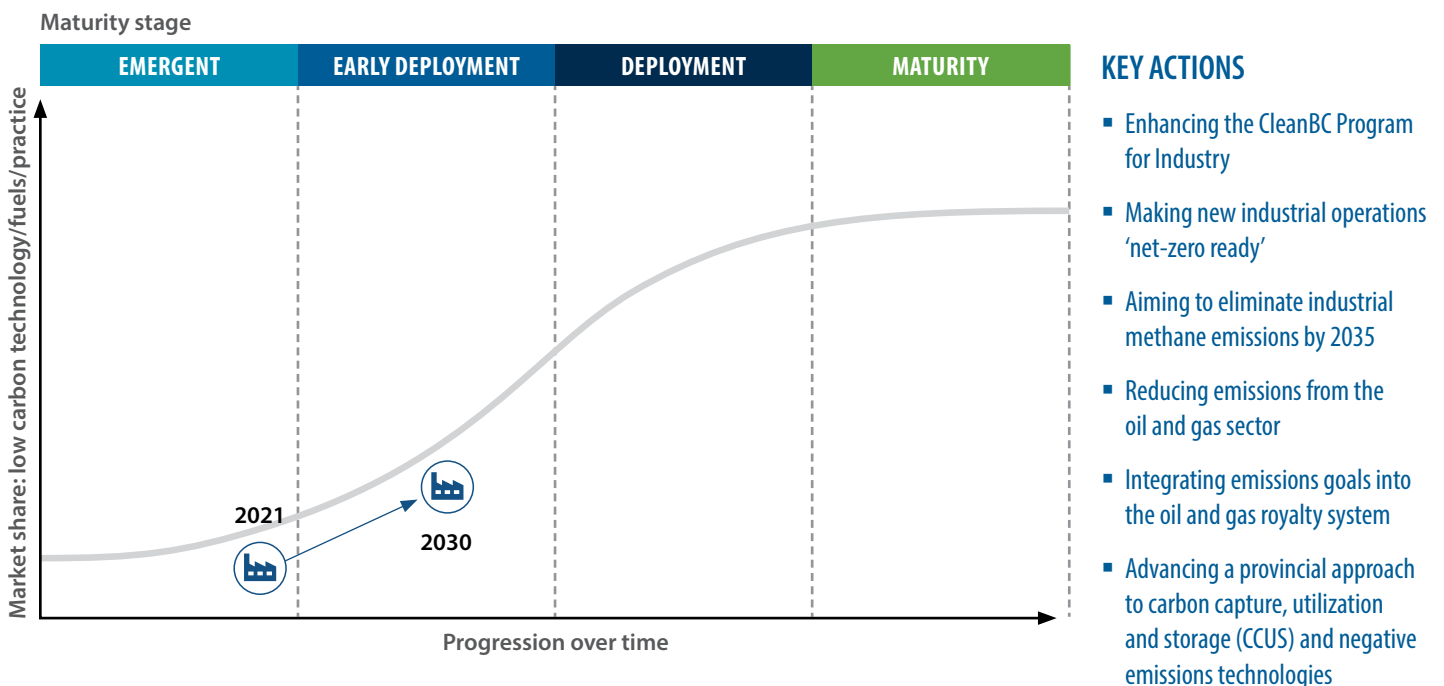 Maturity stage
EMERGENT
EARLY DEPLOYMENT
DEPLOYMENT
MATURITY
Market share: low carbon technology/fuels/practice
2021
2030
Progression over time
KEY ACTIONS
▪ Enhancing the CleanBC Program
for Industry
▪ Making new industrial operations
‘net-zero ready’
▪ Aiming to eliminate industrial
methane emissions by 2035
▪ Reducing emissions from the
oil and gas sector
▪ Integrating emissions goals into
the oil and gas royalty system
▪ Advancing a provincial approach
to carbon capture, utilization
and storage (CCUS) and negative
emissions technologies